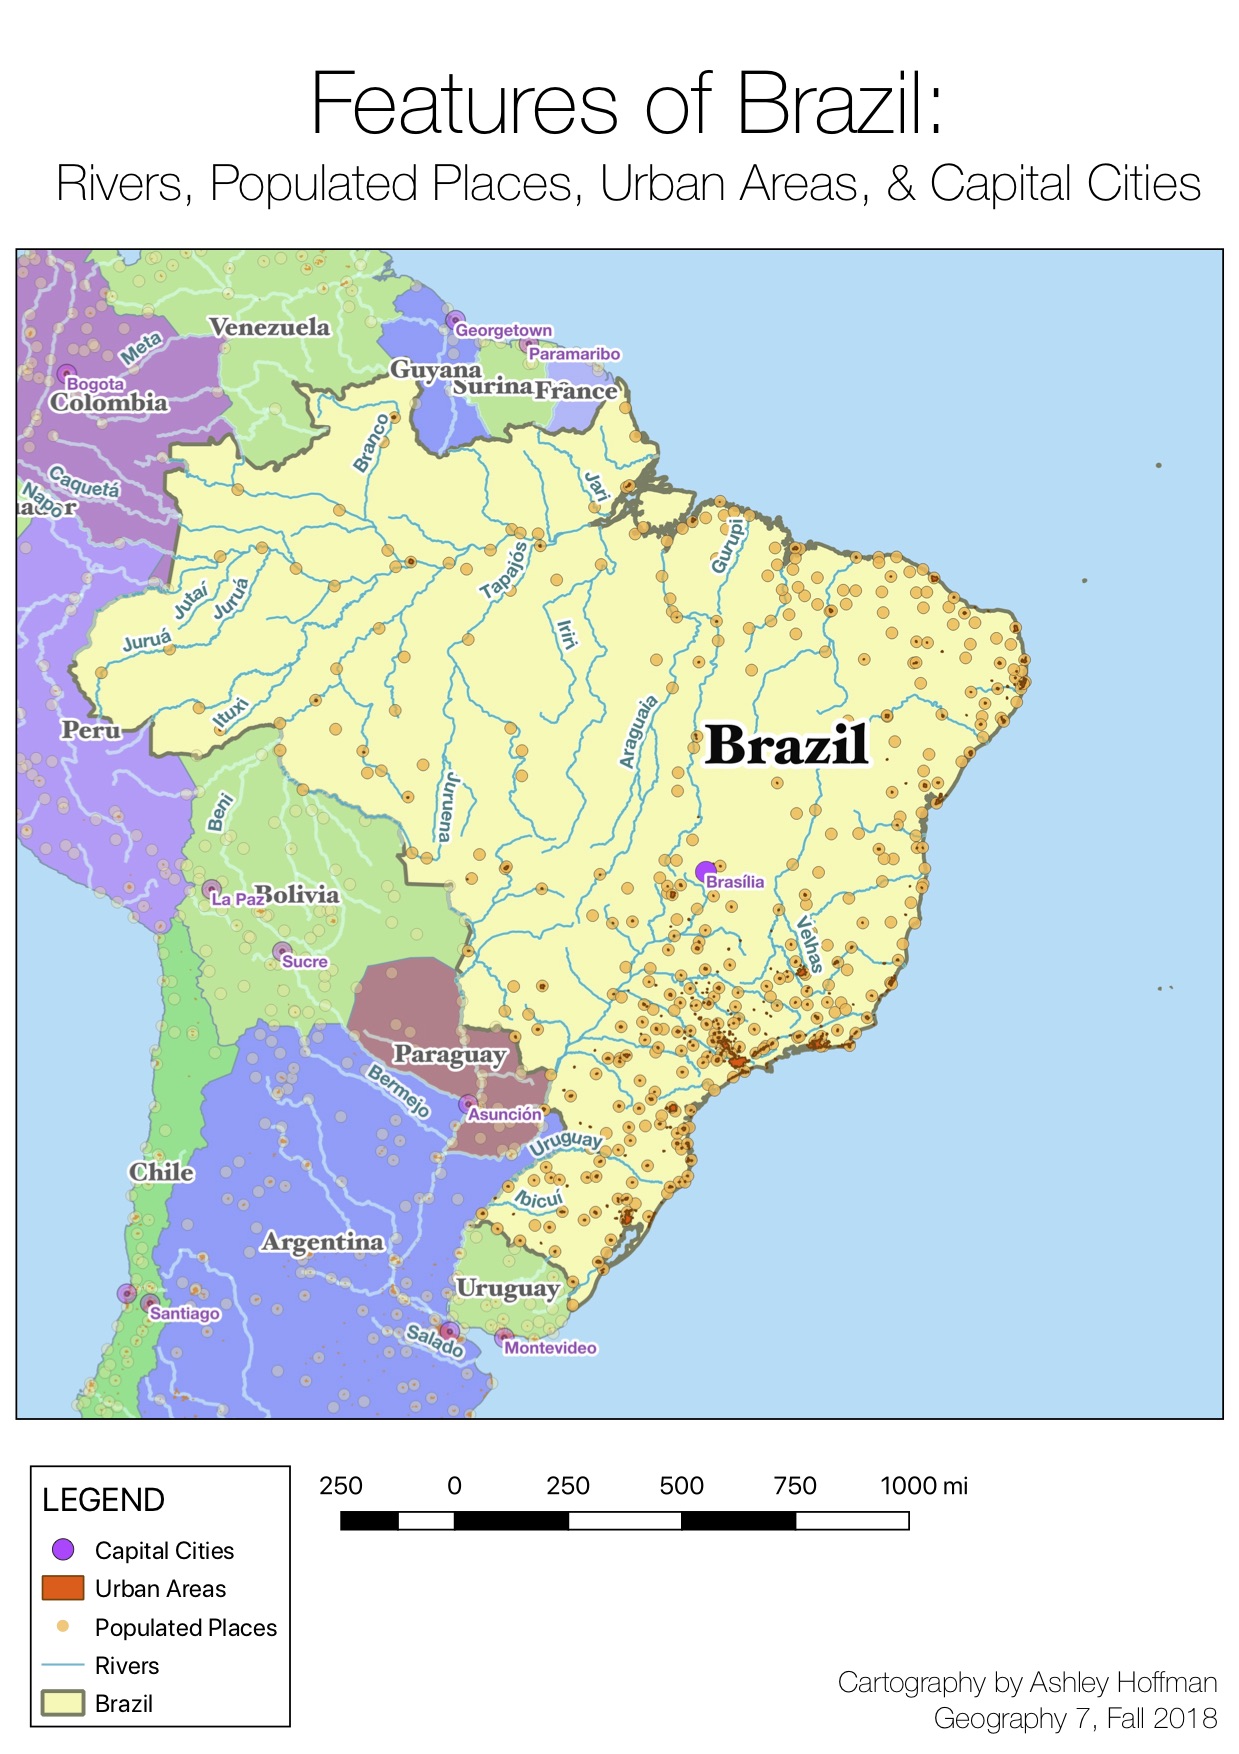 Features of Brazil:
Rivers, Populated Places, Urban Areas, & Capital Cities
Venezuela
Georgetown
Meta
Paramaribo
Guyana
Bogota
Surina
France
Colombia
Branco
Caquetá
Jari
Napo
Gurupi
Tapajós
Jutaí
Juruá
Juruá
Iriri
Ituxi
Araguaia
Peru
Brazil
Juruena
Beni
Brasília
La Paz
Bolivia
Velhas
Sucre
Paraguay
Bermejo
Asunción
Uruguay
Chile
Ibicuí
Argentina
Uruguay
Santiago
Salado
Montevideo
250 0 250 500 750 1000 mi
LEGEND
Capital Cities
Urban Areas
Populated Places
Rivers
Brazil
Cartography by Ashley Hoffman
Geography 7, Fall 2018